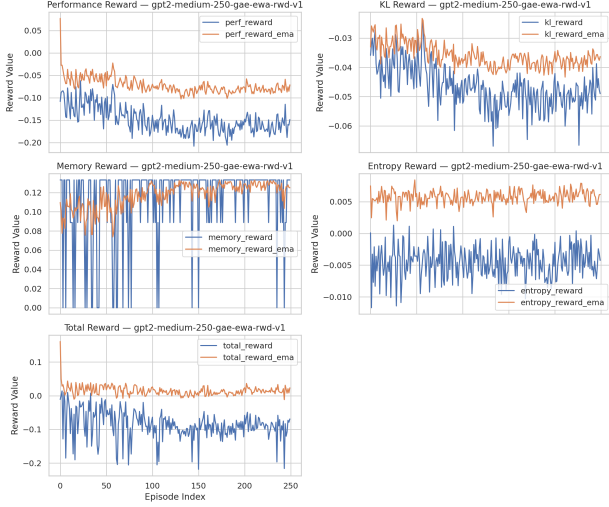 Performance Reward — gpt2-medium-250-gae-ewa-rwd-v1
Reward Value
0.05
0.00
−0.05
−0.10
−0.15
−0.20
perf_reward
perf_reward_ema
KL Reward — gpt2-medium-250-gae-ewa-rwd-v1
Reward Value
−0.03
−0.04
−0.05
−0.06
kl_reward
kl_reward_ema
Memory Reward — gpt2-medium-250-gae-ewa-rwd-v1
Reward Value
0.12
0.10
0.08
0.06
0.04
0.02
0.00
memory_reward
memory_reward_ema
Entropy Reward — gpt2-medium-250-gae-ewa-rwd-v1
Reward Value
0.005
0.000
−0.005
−0.010
entropy_reward
entropy_reward_ema
Total Reward — gpt2-medium-250-gae-ewa-rwd-v1
Reward Value
0.1
0.0
−0.1
−0.2
total_reward
total_reward_ema
0 50 100 150 200 250
Episode Index